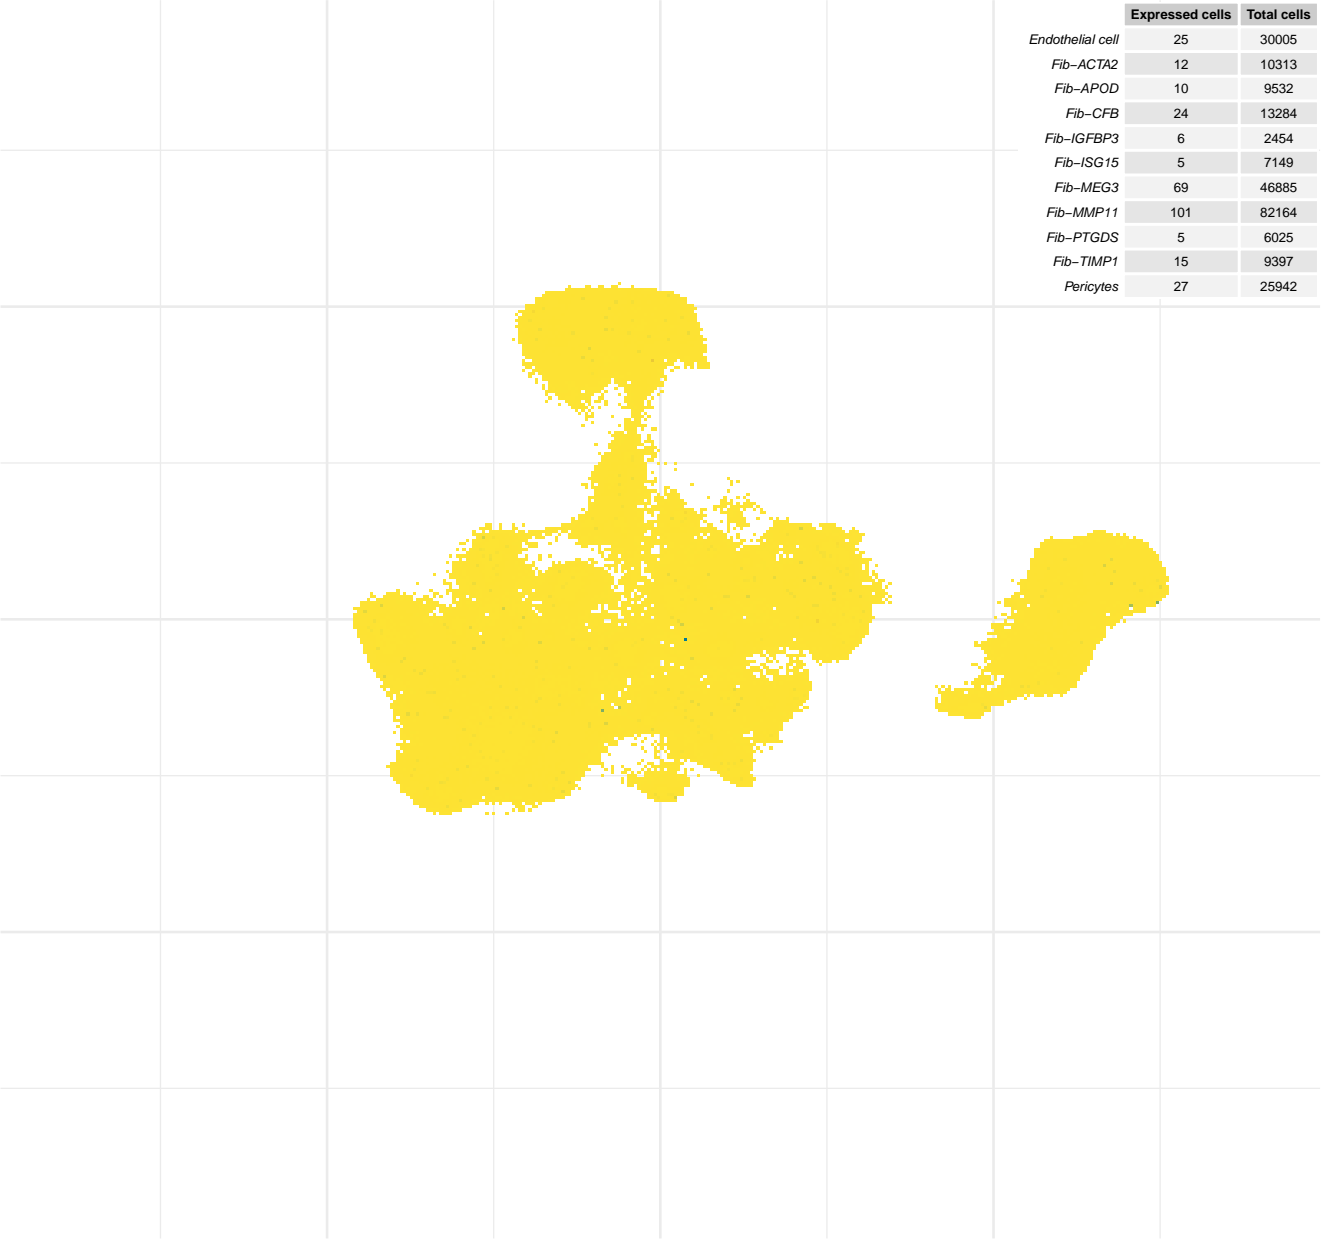 Expressed cells Total cells
Endothelial cell 25 30005
Fib−ACTA2 12 10313
Fib−APOD 10 9532
Fib−CFB 24 13284
Fib−IGFBP3 6 2454
Fib−ISG15 5 7149
Fib−MEG3 69 46885
Fib−MMP11 101 82164
Fib−PTGDS 5 6025
Fib−TIMP1 15 9397
Pericytes 27 25942